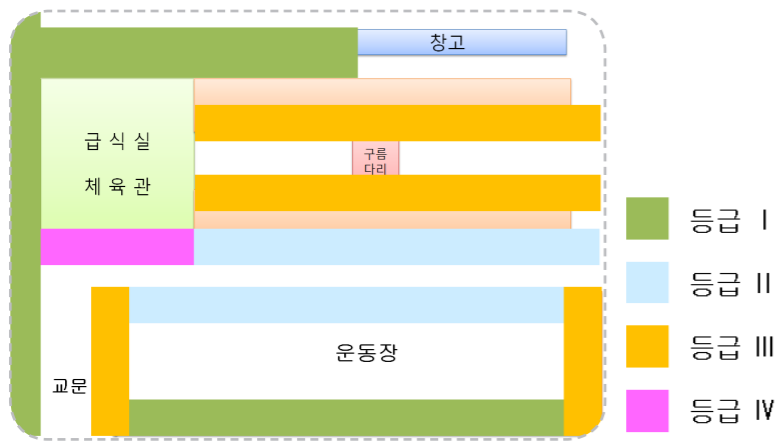 창고
급 식 실
체 육 관
구름
다리
운동장
교문
등급 Ⅰ
등급 Ⅱ
등급 Ⅲ
등급 Ⅳ